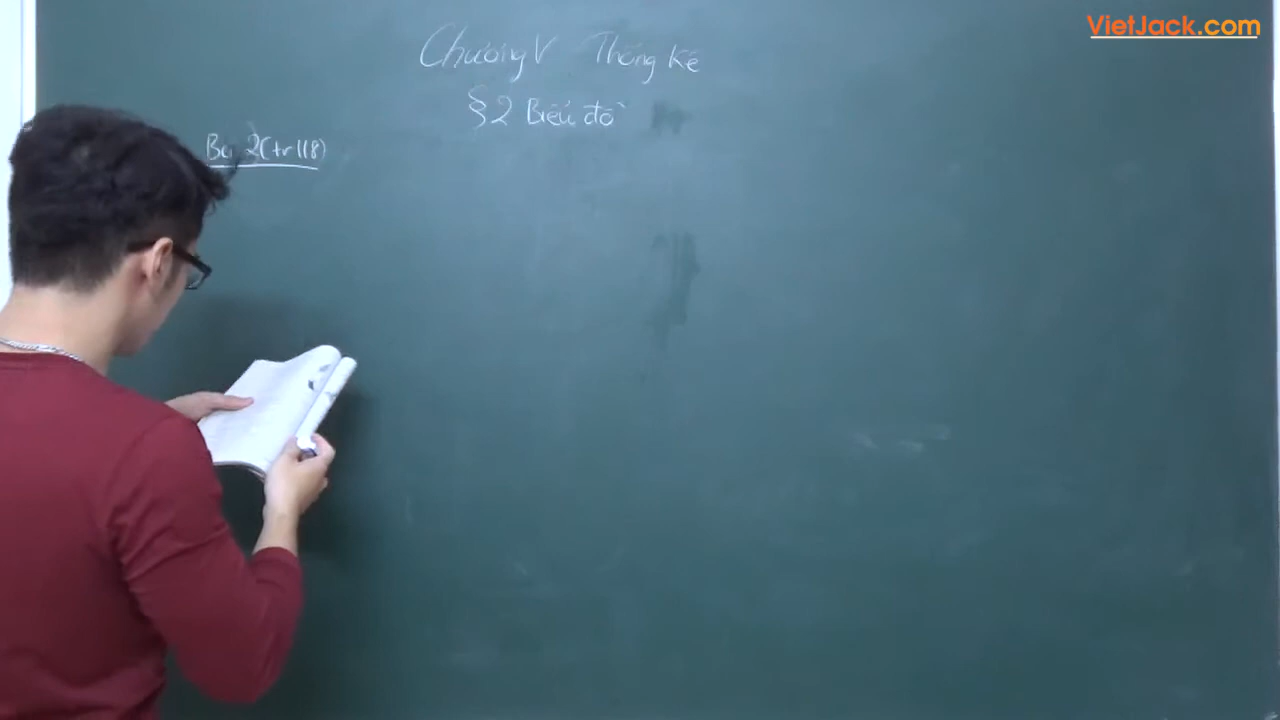 VietJack.com
Chương V Thống kê
§2 Biểu đồ
Bài 2 (tr 118)